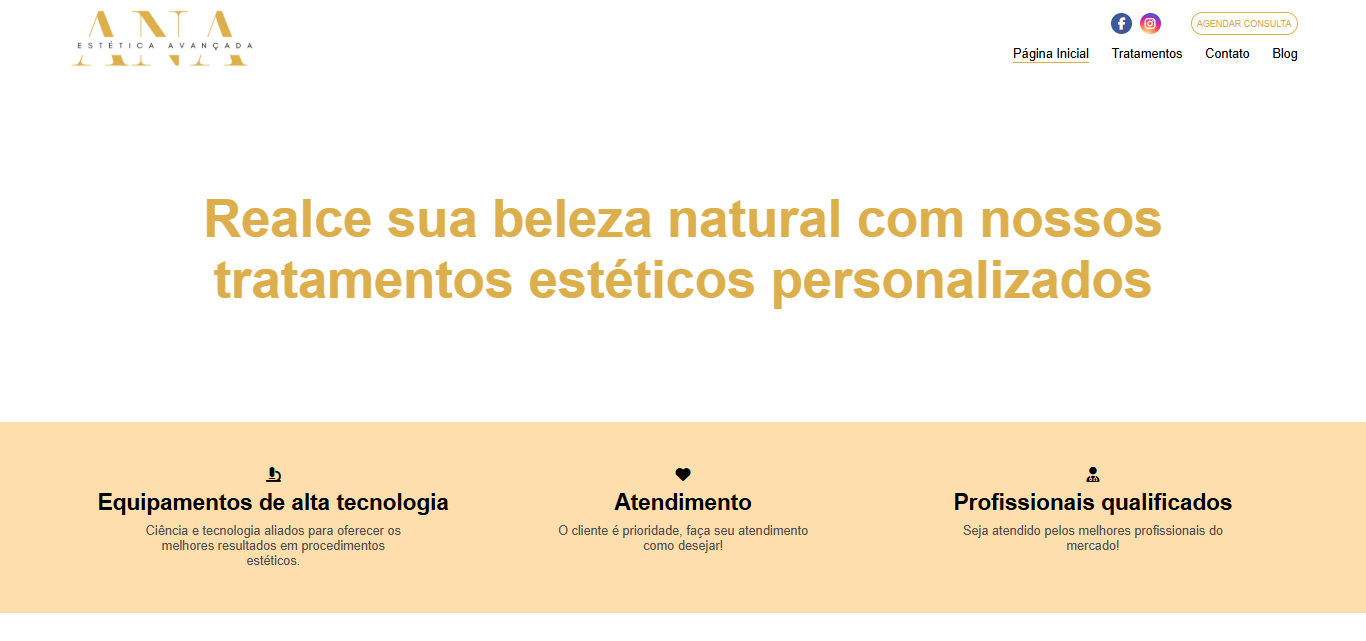 ANA
ESTÉTICA AVANÇADA
AGENDAR CONSULTA
Página Inicial Tratamentos Contato Blog
Realce sua beleza natural com nossos
tratamentos estéticos personalizados
Equipamentos de alta tecnologia
Ciência e tecnologia aliados para oferecer os
melhores resultados em procedimentos
estéticos.
Atendimento
O cliente é prioridade, faça seu atendimento
como desejar!
Profissionais qualificados
Seja atendido pelos melhores profissionais do
mercado!